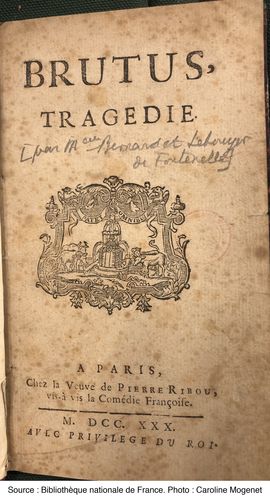 BRUTUS,
TRAGEDIE.
[par Melle Bernard et Lebouyer
de Fontenelle]
A PARIS,
Chez la Veuve de PIERRE RIBOU,
vis-à vis la Comédie Françoise.
M. DCC. XXX.
AVEC PRIVILEGE DU ROI.
Source : Bibliothèque nationale de France. Photo : Caroline Mogenet